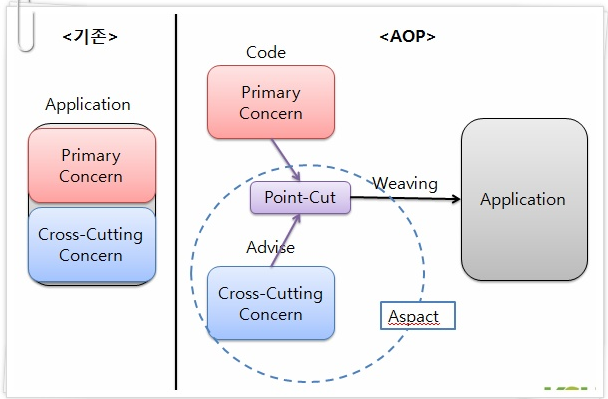 <기존>
Application
Primary
Concern
Cross-Cutting
Concern
<AOP>
Code
Primary
Concern
Point-Cut
Weaving
Application
Advise
Cross-Cutting
Concern
Aspact